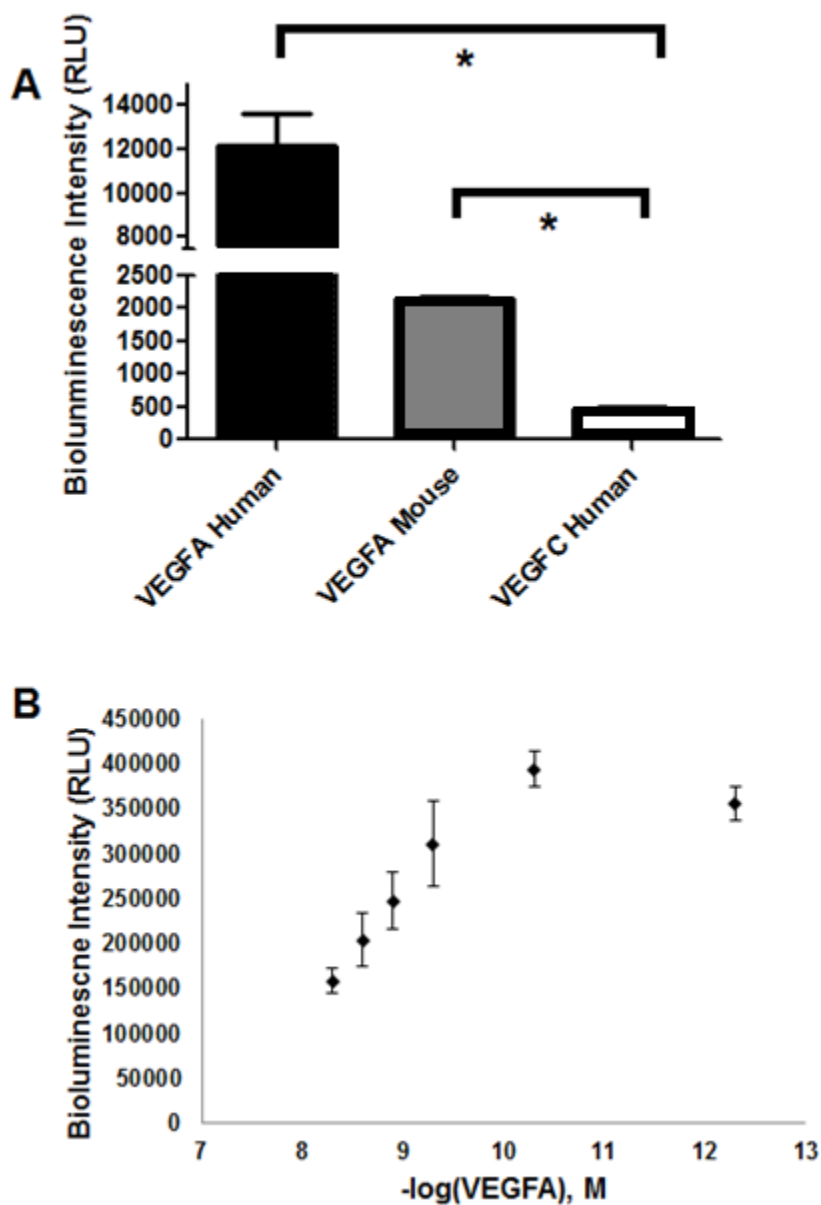 A
Biolunminescence Intensity (RLU)
*
*
14000
12000
10000
8000
2500
2000
1500
1000
500
0
VEGFA Human
VEGFA Mouse
VEGFC Human
B
Bioluminescne Intensity (RLU)
450000
400000
350000
300000
250000
200000
150000
100000
50000
0
7 8 9 10 11 12 13
-log(VEGFA), M